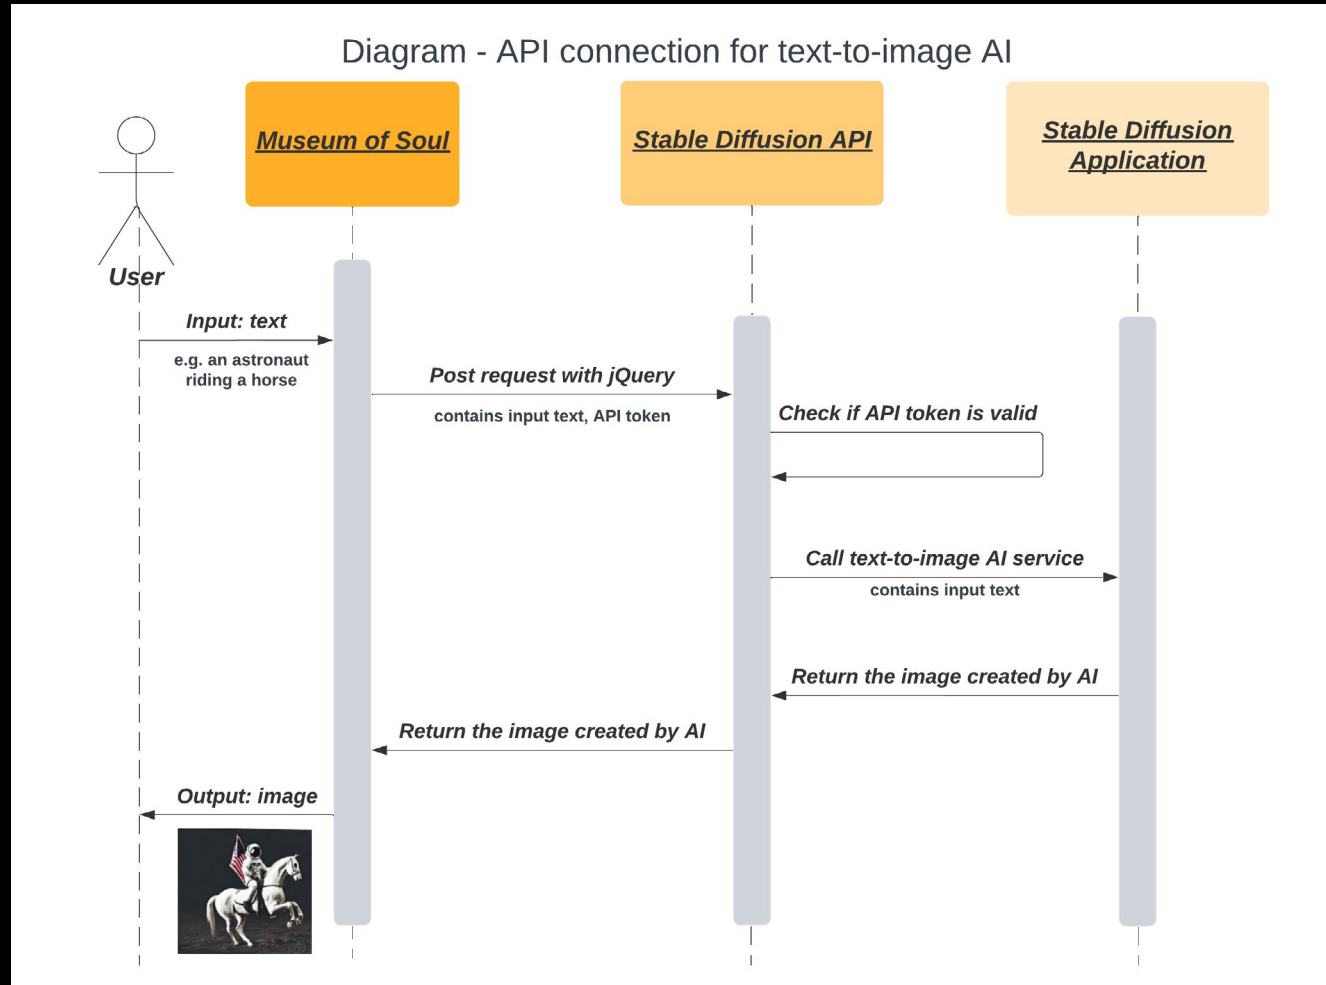 Diagram - API connection for text-to-image AI
Museum of Soul
Stable Diffusion API
Stable Diffusion
Application
User
Input: text
e.g. an astronaut
riding a horse
Post request with jQuery
contains input text, API token
Check if API token is valid
Call text-to-image AI service
contains input text
Return the image created by AI
Return the image created by AI
Output: image